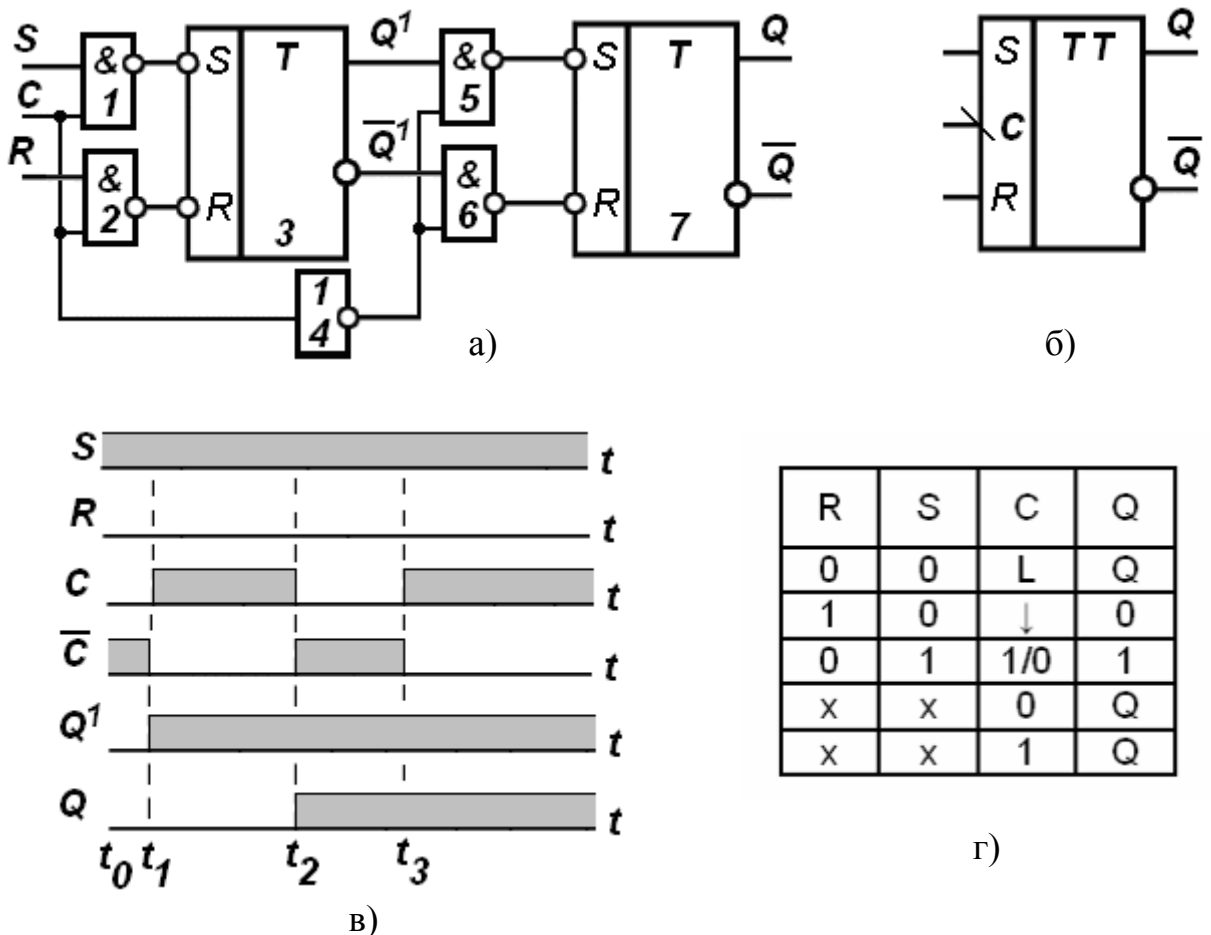 S & S T Q¹ & S T Q
C 1 5
R & R Q̅¹ & R Q̅
2 3 6 7
1
4
а)
S T T Q
C
R Q̅
б)
S t
R t
C t
C̅ t
Q¹ t
Q t
t₀ t₁ t₂ t₃
в)
R S C Q
0 0 L Q
1 0 ↓ 0
0 1 1/0 1
x x 0 Q
x x 1 Q
г)